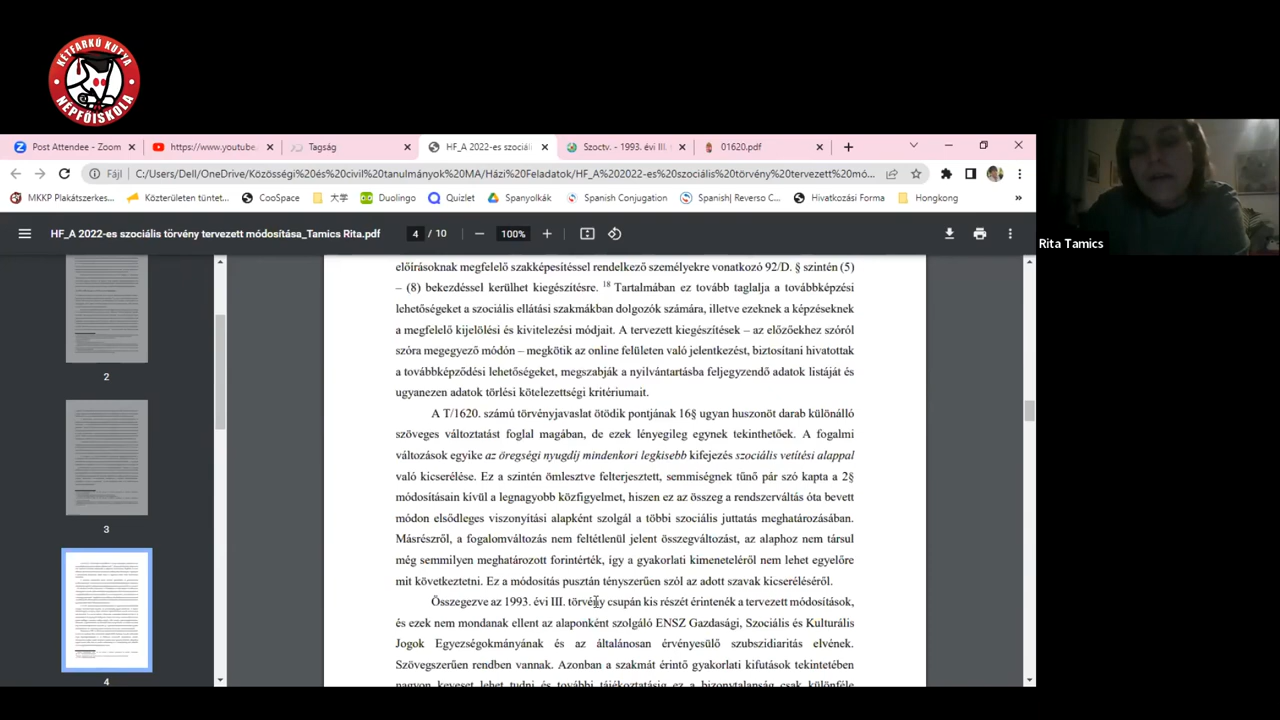 KÉTFARKÚ KUTYA
NÉPFŐISKOLA
Post Attendee - Zoom
https://www.youtube.
Tagság
HF_A 2022-es szociál
Szoctv. - 1993. évi III.
01620.pdf
Fájl C:/Users/Dell/OneDrive/Közösségi%20és%20civil%20tanulmányok%20MA/Házi%20Feladatok/HF_A%202022-es%20szociális%20törvény%20tervezett%20mó...
MKKP Plakátszerkes...
Közterületen tüntet...
CooSpace
大学
Duolingo
Quizlet
Spanyolkák
Spanish Conjugation
Spanish| Reverso C...
Hivatkozási Forma
Hongkong
»
HF_A 2022-es szociális törvény tervezett módosítása_Tamics Rita.pdf
4 / 10
100%
Rita Tamics
2
3
4
előírásoknak megfelelő szakképesítéssel rendelkező személyekre vonatkozó 92/D. § szintén (5)
– (8) bekezdéssel kerülhet kiegészítésre. 18 Tartalmában ez tovább taglalja a továbbképzési
lehetőségeket a szociális ellátási szakmákban dolgozók számára, illetve ezeknek a képzéseknek
a megfelelő kijelölési és kivitelezési módjait. A tervezett kiegészítések – az előzőekhez szóról
szóra megegyező módon – megkötik az online felületen való jelentkezést, biztosítani hivatottak
a továbbképződési lehetőségeket, megszabják a nyilvántartásba feljegyzendő adatok listáját és
ugyanezen adatok törlési kötelezettségi kritériumait.
A T/1620. számú törvényjavaslat ötödik pontjának 16§ ugyan huszonöt darab különálló
szöveges változtatást foglal magában, de ezek lényegileg egynek tekinthetőek. A fogalmi
változások egyike az öregségi nyugdíj mindenkori legkisebb kifejezés szociális vetítési alappal
való kicserélése. Ez a szintén ömlesztve felterjesztett, semmiségnek tűnő pár szó kapta a 2§
módosításain kívül a legnagyobb közfigyelmet, hiszen ez az összeg a rendszerváltás óta bevett
módon elsődleges viszonyítási alapként szolgál a többi szociális juttatás meghatározásában.
Másrészről, a fogalomváltozás nem feltétlenül jelent összegváltozást, az alaphoz nem társul
még semmilyen meghatározott forintérték, így a gyakorlati kimeneteléről nem lehet egyelőre
mit következtetni. Ez a módosítás pusztán tényszerűen szól az adott szavak kicseréléséről.
Összegezve az 1993. évi III. törvény csupán kis részét érintenék a tervezett módosítások,
és ezek nem mondanak ellent az alaponként szolgáló ENSZ Gazdasági, Szociális és Kulturális
Jogok Egyezségokmányának és az általánosan érvényesülő szubszidiaritás elvének.
Szövegszerűen rendben vannak. Azonban a szakmát érintő gyakorlati kifutások tekintetében
nagyon keveset lehet tudni és további tájékoztatásig ez a bizonytalanság csak különféle